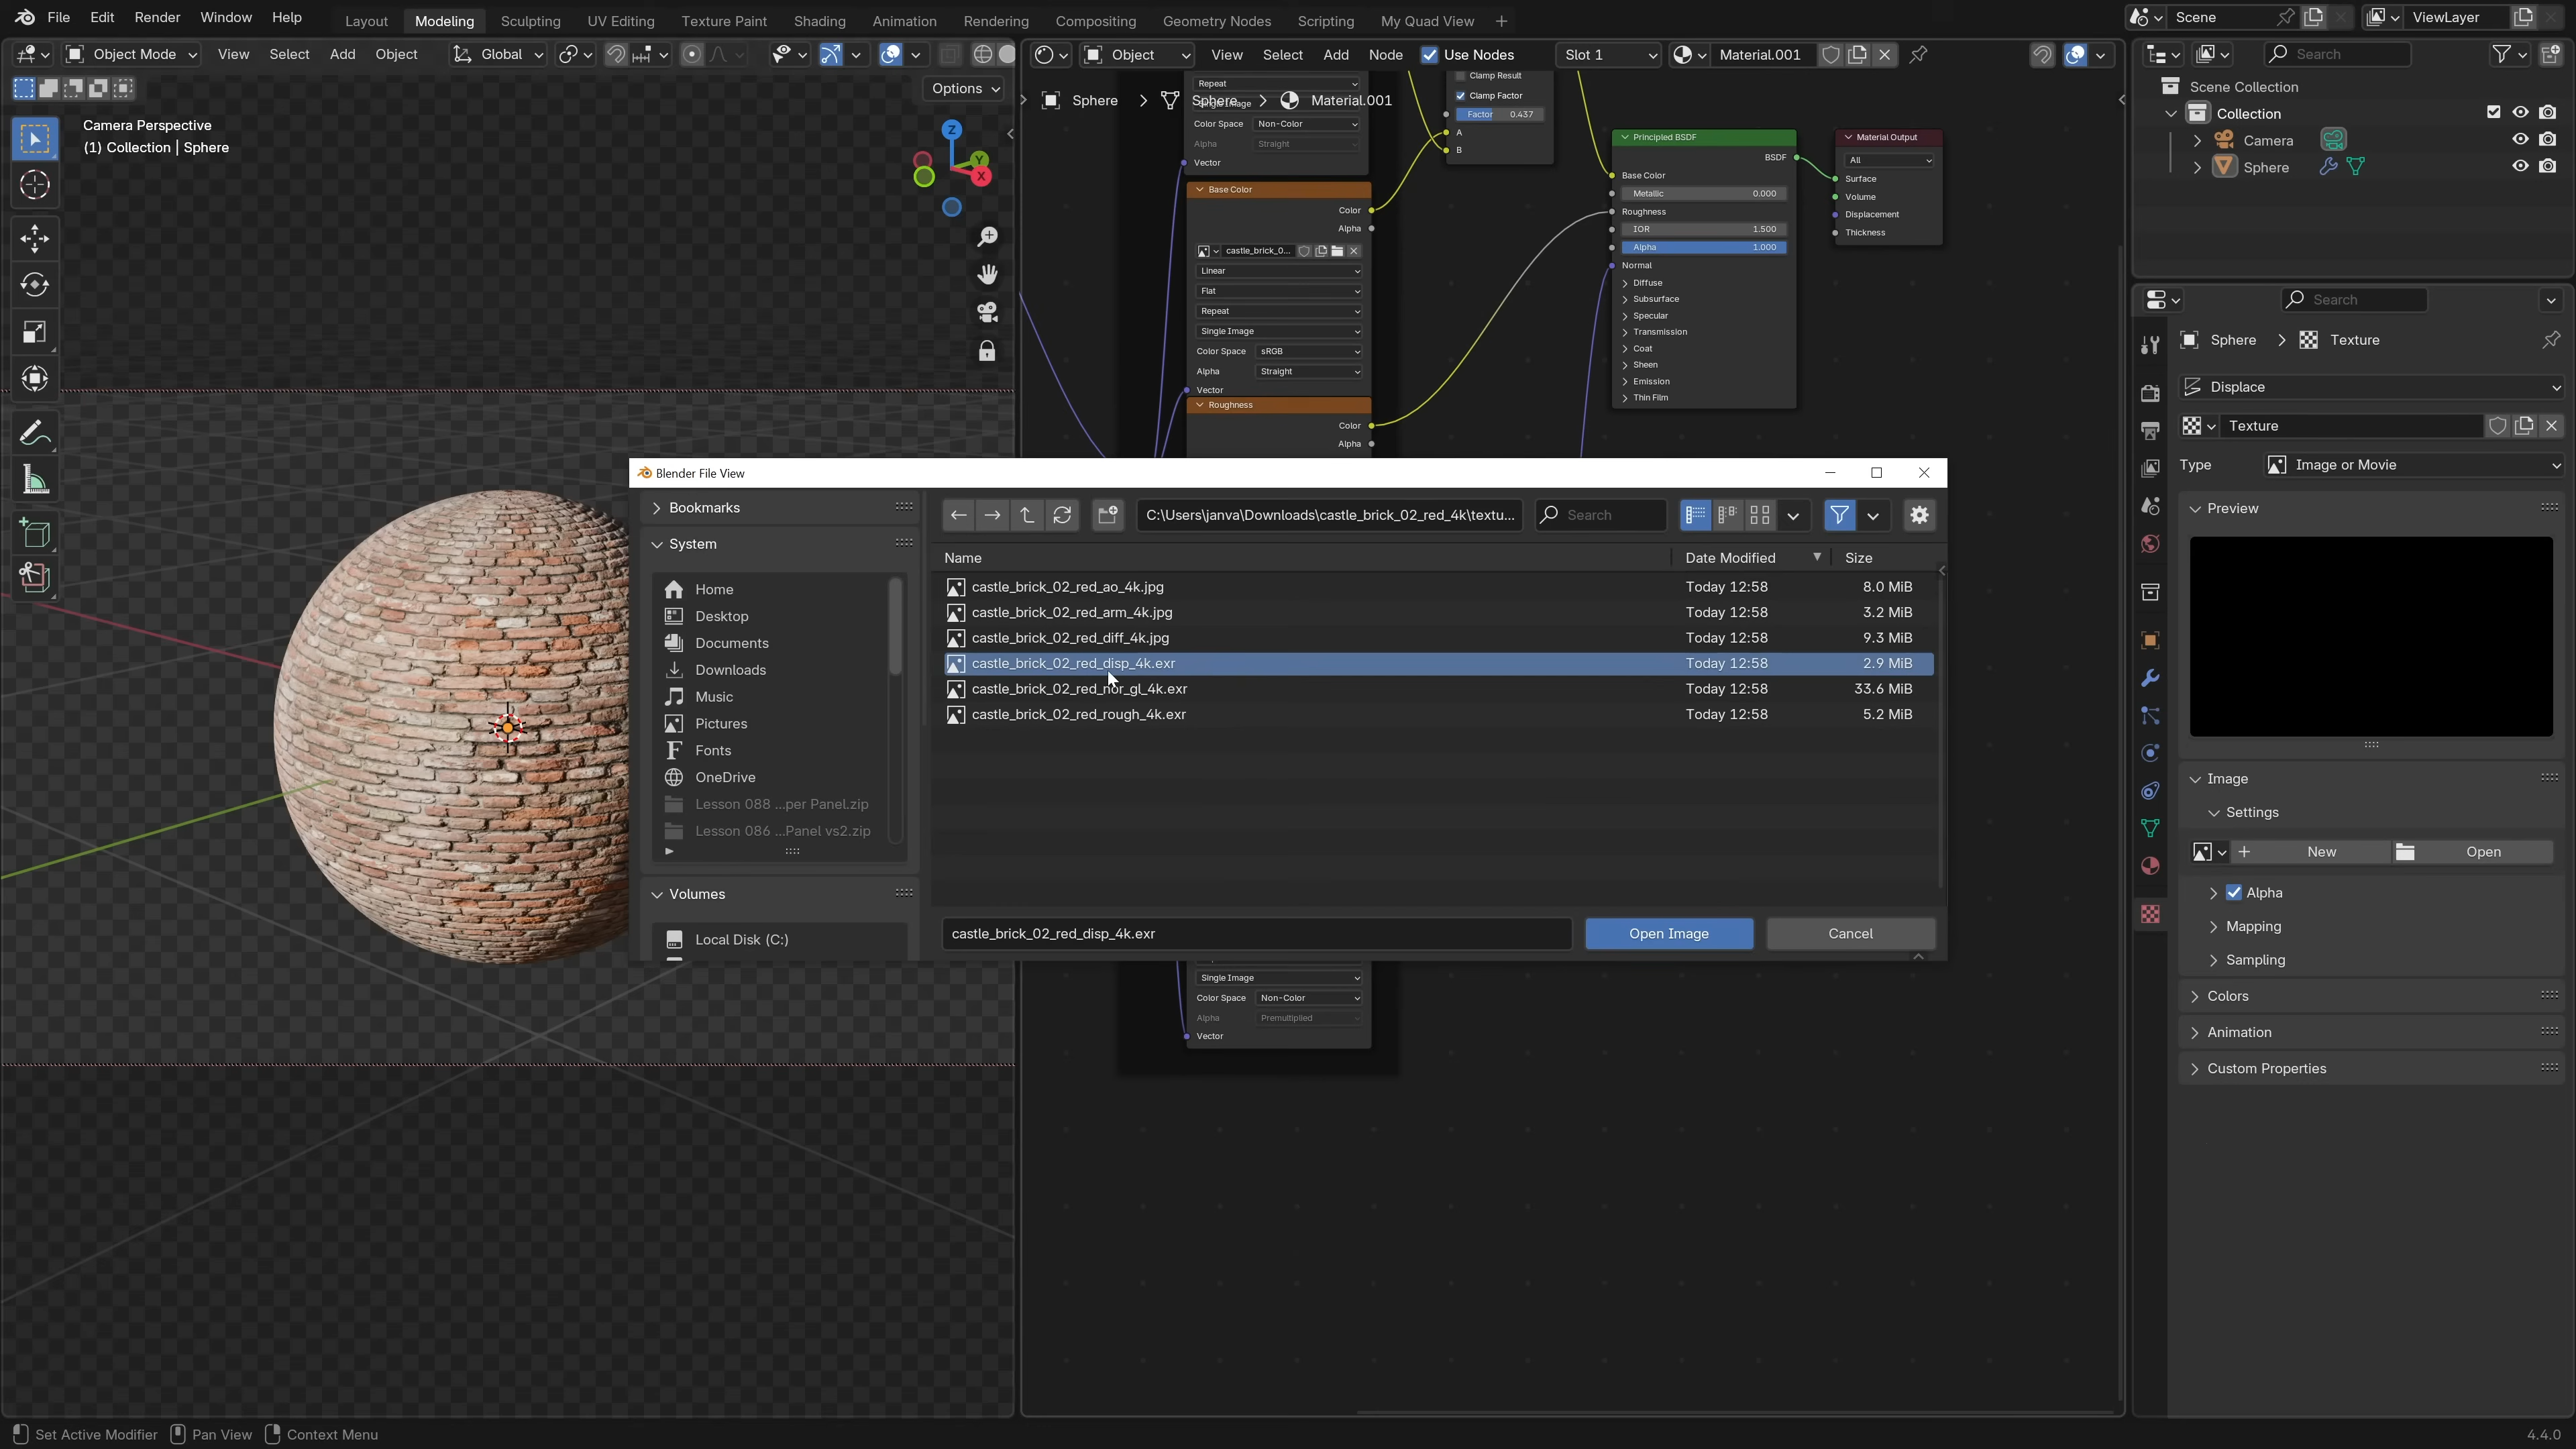 File Edit Render Window Help Layout Modeling Sculpting UV Editing Texture Paint Shading Animation Rendering Compositing Geometry Nodes Scripting My Quad View + Scene ViewLayer
Object Mode View Select Add Object Global
Options
Camera Perspective
(1) Collection | Sphere
Z
Y
X
Object View Select Add Node Use Nodes Slot 1 Material.001
Sphere Sphere Material.001
Repeat
Single Image
Color Space Non-Color
Alpha Straight
Vector
Base Color
Color
Alpha
castle_brick_0...
Linear
Flat
Repeat
Single Image
Color Space sRGB
Alpha Straight
Vector
Roughness
Color
Alpha
Clamp Result
Clamp Factor
Factor 0.437
A
B
Principled BSDF
BSDF
Base Color
Metallic 0.000
Roughness
IOR 1.500
Alpha 1.000
Normal
Diffuse
Subsurface
Specular
Transmission
Coat
Sheen
Emission
Thin Film
Material Output
All
Surface
Volume
Displacement
Thickness
Blender File View
Bookmarks
System
Home
Desktop
Documents
Downloads
Music
Pictures
Fonts
OneDrive
Lesson 088 ...per Panel.zip
Lesson 086 ...Panel vs2.zip
Volumes
Local Disk (C:)
C:\Users\janva\Downloads\castle_brick_02_red_4k\textu... Search
Name Date Modified Size
castle_brick_02_red_ao_4k.jpg Today 12:58 8.0 MiB
castle_brick_02_red_arm_4k.jpg Today 12:58 3.2 MiB
castle_brick_02_red_diff_4k.jpg Today 12:58 9.3 MiB
castle_brick_02_red_disp_4k.exr Today 12:58 2.9 MiB
castle_brick_02_red_nor_gl_4k.exr Today 12:58 33.6 MiB
castle_brick_02_red_rough_4k.exr Today 12:58 5.2 MiB
castle_brick_02_red_disp_4k.exr Open Image Cancel
Single Image
Color Space Non-Color
Alpha Premultiplied
Vector
Search
Scene Collection
Collection
Camera
Sphere
Search
Sphere Texture
Displace
Texture
Type Image or Movie
Preview
Image
Settings
New Open
Alpha
Mapping
Sampling
Colors
Animation
Custom Properties
Set Active Modifier Pan View Context Menu 4.4.0